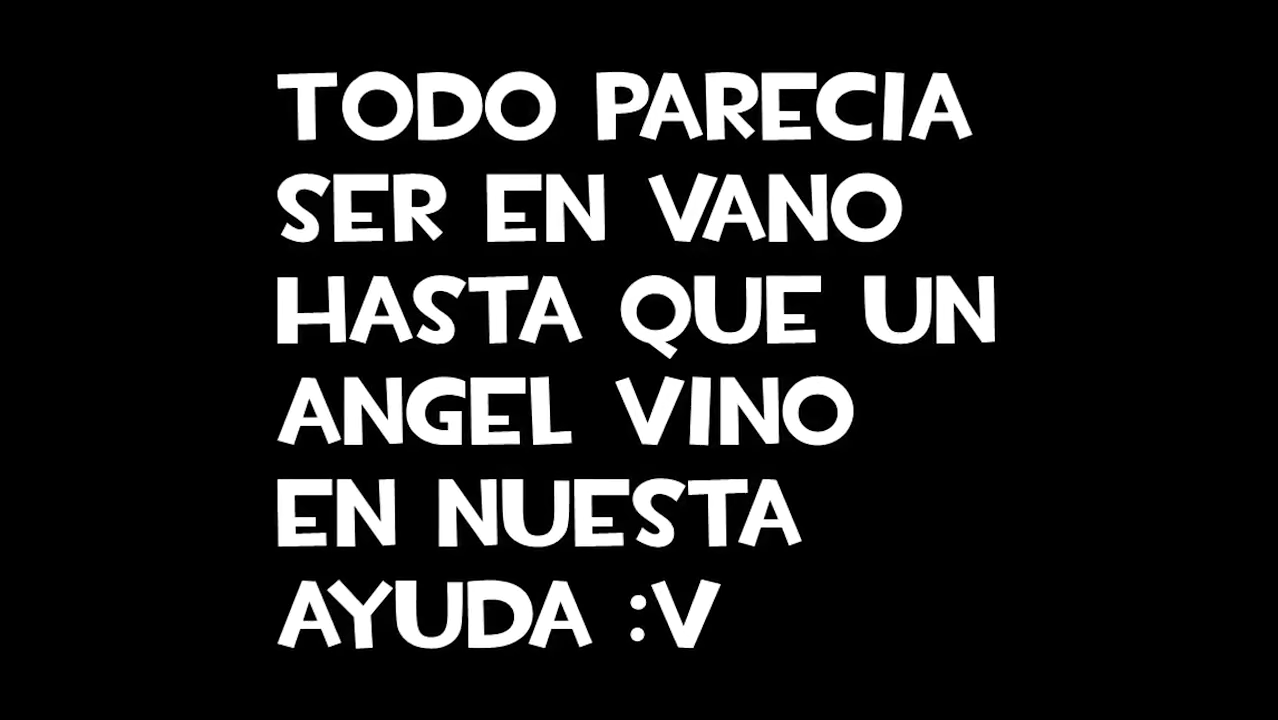 TODO PARECIA
SER EN VANO
HASTA QUE UN
ANGEL VINO
EN NUESTA
AYUDA :V